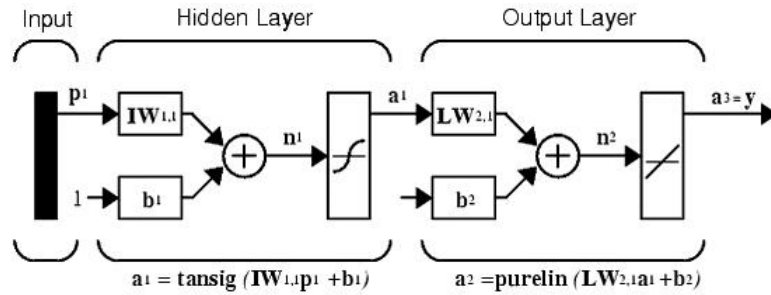 Input Hidden Layer Output Layer
p1 IW1,1 a1 LW2,1 a3 = y
n1 n2
1 b1 b2
a1 = tansig (IW1,1p1 +b1) a2 =purelin (LW2,1a1 +b2)